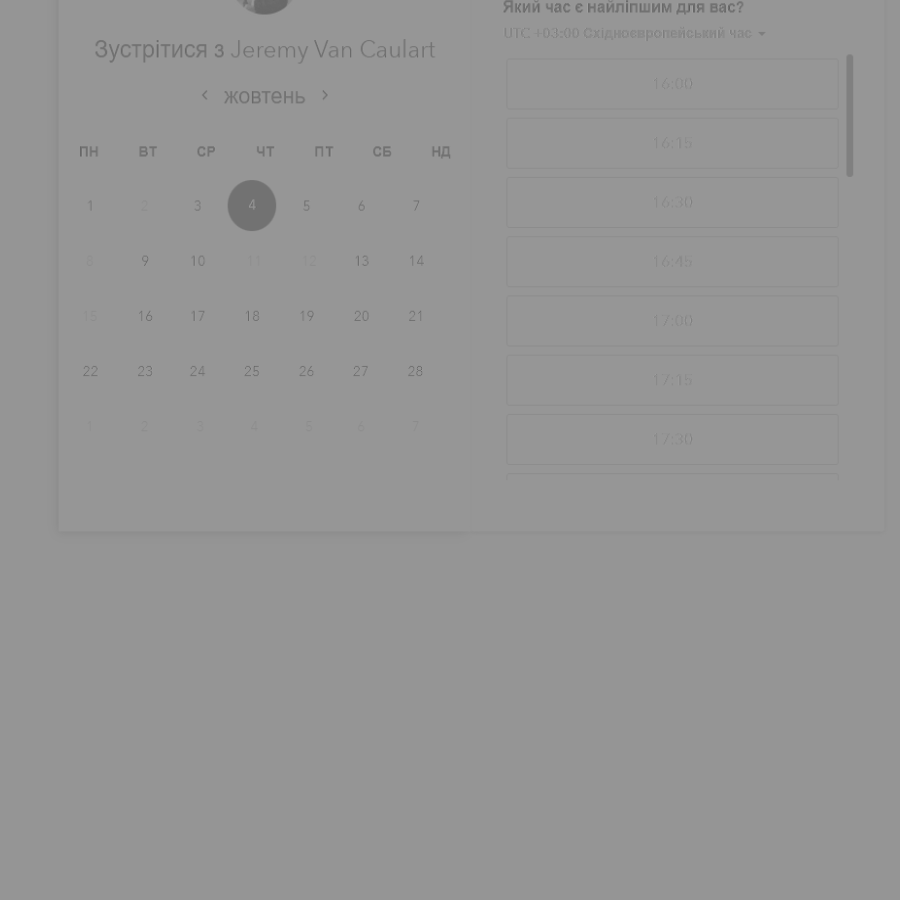 Зустрітися з Jeremy Van Caulart
жовтень
ПН ВТ СР ЧТ ПТ СБ НД
1 2 3 4 5 6 7
8 9 10 11 12 13 14
15 16 17 18 19 20 21
22 23 24 25 26 27 28
1 2 3 4 5 6 7
Який час є найліпшим для вас?
UTC +03:00 Східноєвропейський час
16:00
16:15
16:30
16:45
17:00
17:15
17:30